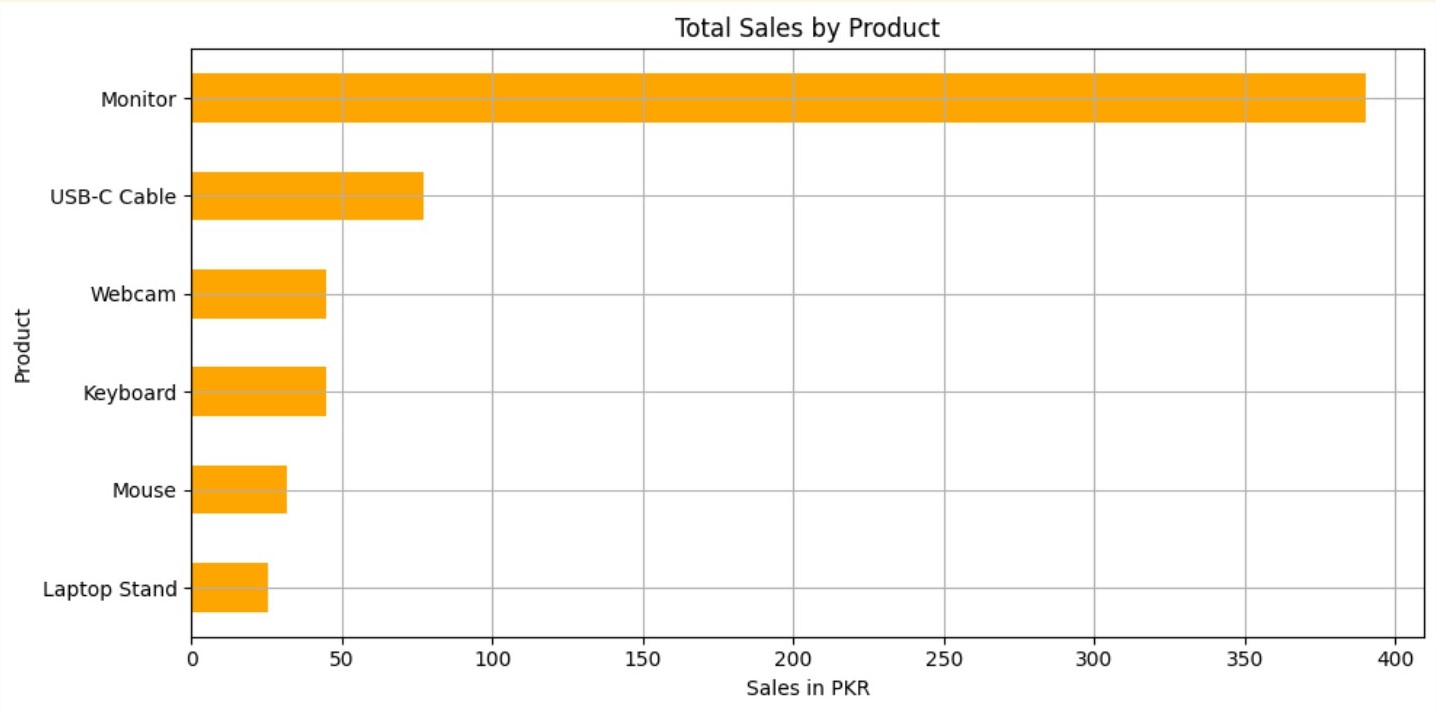 Total Sales by Product
Monitor
USB-C Cable
Webcam
Keyboard
Mouse
Laptop Stand
Product
0 50 100 150 200 250 300 350 400
Sales in PKR